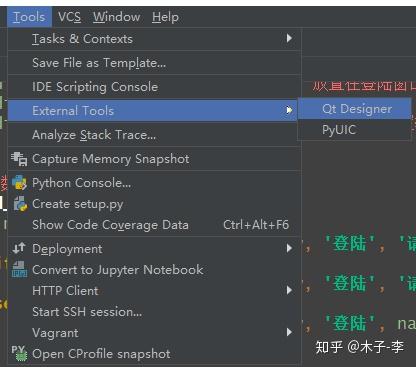 Tools VCS Window Help
Tasks & Contexts
Save File as Template...
IDE Scripting Console
External Tools
Qt Designer
Analyze Stack Trace...
PyUIC
Capture Memory Snapshot
Python Console...
Create setup.py
Show Code Coverage Data Ctrl+Alt+F6
Deployment
, '登陆', '请
Convert to Jupyter Notebook
HTTP Client
, '登陆', '请
Start SSH session...
, '登陆', na
Vagrant
Open CProfile snapshot
知乎 @木子-李